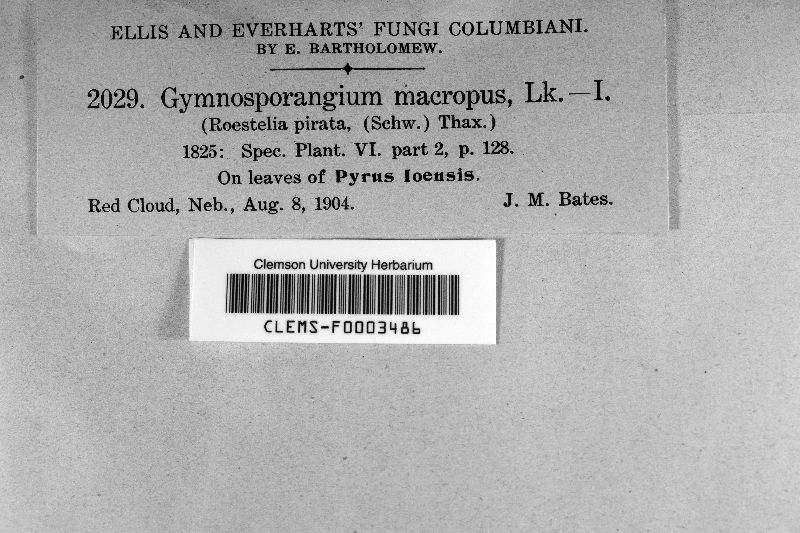 ELLIS AND EVERHARTS' FUNGI COLUMBIANI.
BY E. BARTHOLOMEW.
2029. Gymnosporangium macropus, Lk.—I.
(Roestelia pirata, (Schw.) Thax.)
1825: Spec. Plant. VI. part 2, p. 128.
On leaves of Pyrus Ioensis.
Red Cloud, Neb., Aug. 8, 1904. J. M. Bates.
Clemson University Herbarium
CLEMS-F0003486